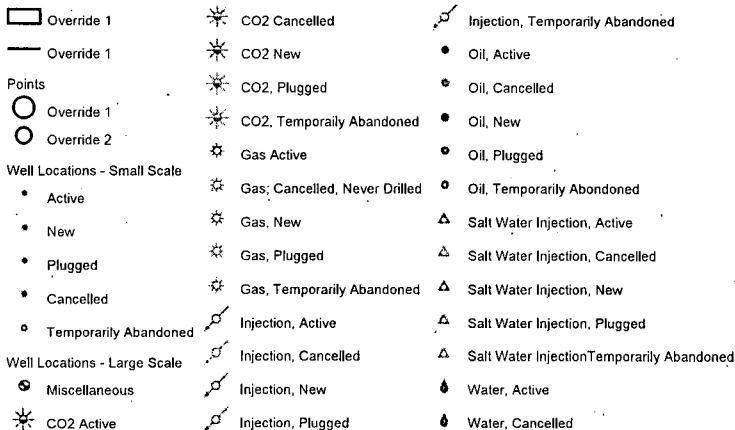 Override 1
Override 1
Points
Override 1
Override 2
Well Locations - Small Scale
Active
New
Plugged
Cancelled
Temporarily Abandoned
Well Locations - Large Scale
Miscellaneous
CO2 Active
CO2 Cancelled
CO2 New
CO2, Plugged
CO2, Temporaily Abandoned
Gas Active
Gas, Cancelled, Never Drilled
Gas, New
Gas, Plugged
Gas, Temporarily Abandoned
Injection, Active
Injection, Cancelled
Injection, New
Injection, Plugged
Injection, Temporarily Abandoned
Oil, Active
Oil, Cancelled
Oil, New
Oil, Plugged
Oil, Temporarily Abondoned
Salt Water Injection, Active
Salt Water Injection, Cancelled
Salt Water Injection, New
Salt Water Injection, Plugged
Salt Water InjectionTemporarily Abandoned
Water, Active
Water, Cancelled